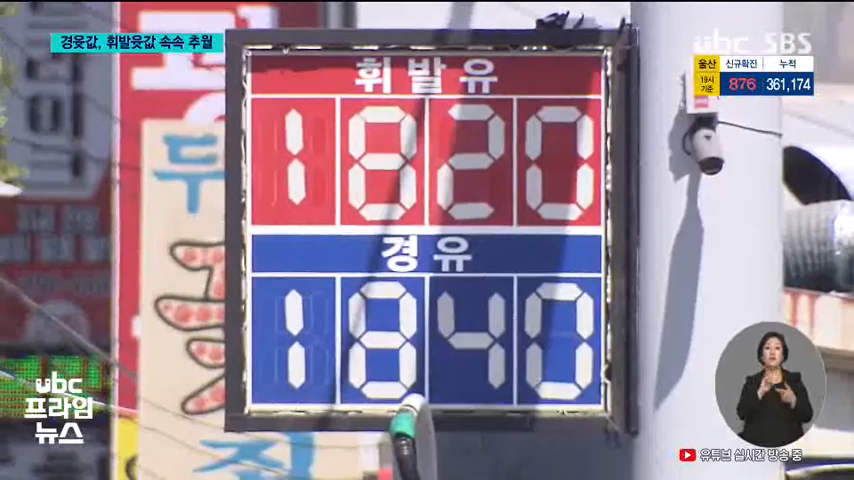 경윳값, 휘발윳값 속속 추월
ubc SBS
울산
19시
기준
신규확진 누적
876 361,174
휘발유
1820
경유
1840
두
ubc
프라임
뉴스
유튜브 실시간 방송 중